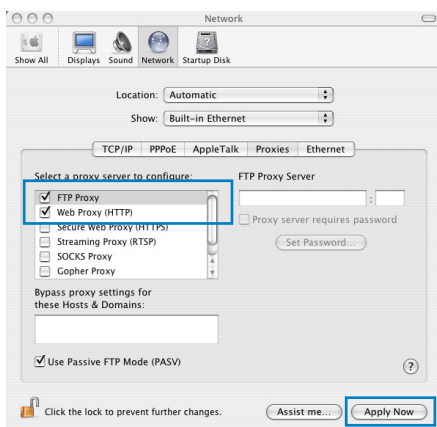 Network
Show All Displays Sound Network Startup Disk
Location: Automatic
Show: Built-in Ethernet
TCP/IP PPPoE AppleTalk Proxies Ethernet
Select a proxy server to configure: FTP Proxy Server
FTP Proxy :
Web Proxy (HTTP) Proxy server requires password
Secure Web Proxy (HTTPS)
Streaming Proxy (RTSP) Set Password...
SOCKS Proxy
Gopher Proxy
Bypass proxy settings for
these Hosts & Domains:
Use Passive FTP Mode (PASV) ?
Click the lock to prevent further changes. Assist me... Apply Now